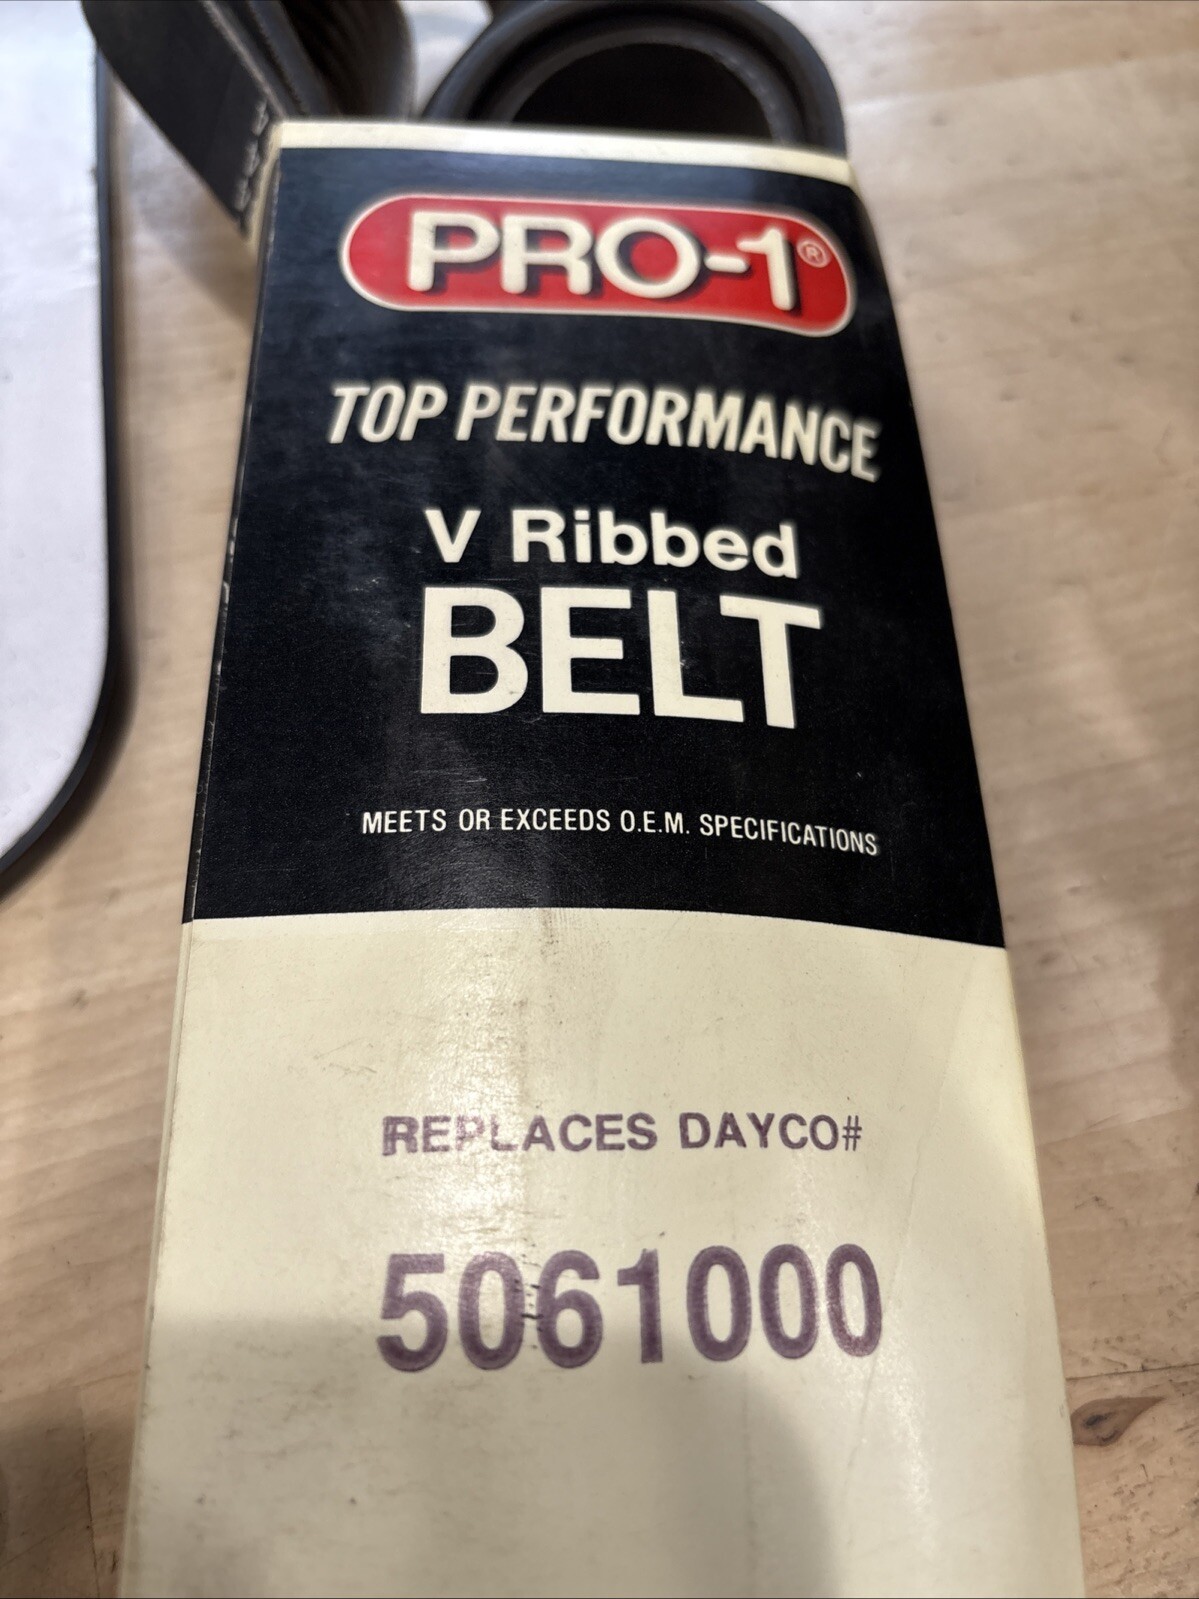 PRO-1®
TOP PERFORMANCE
V Ribbed
BELT
MEETS OR EXCEEDS O.E.M. SPECIFICATIONS
REPLACES DAYCO#
5061000